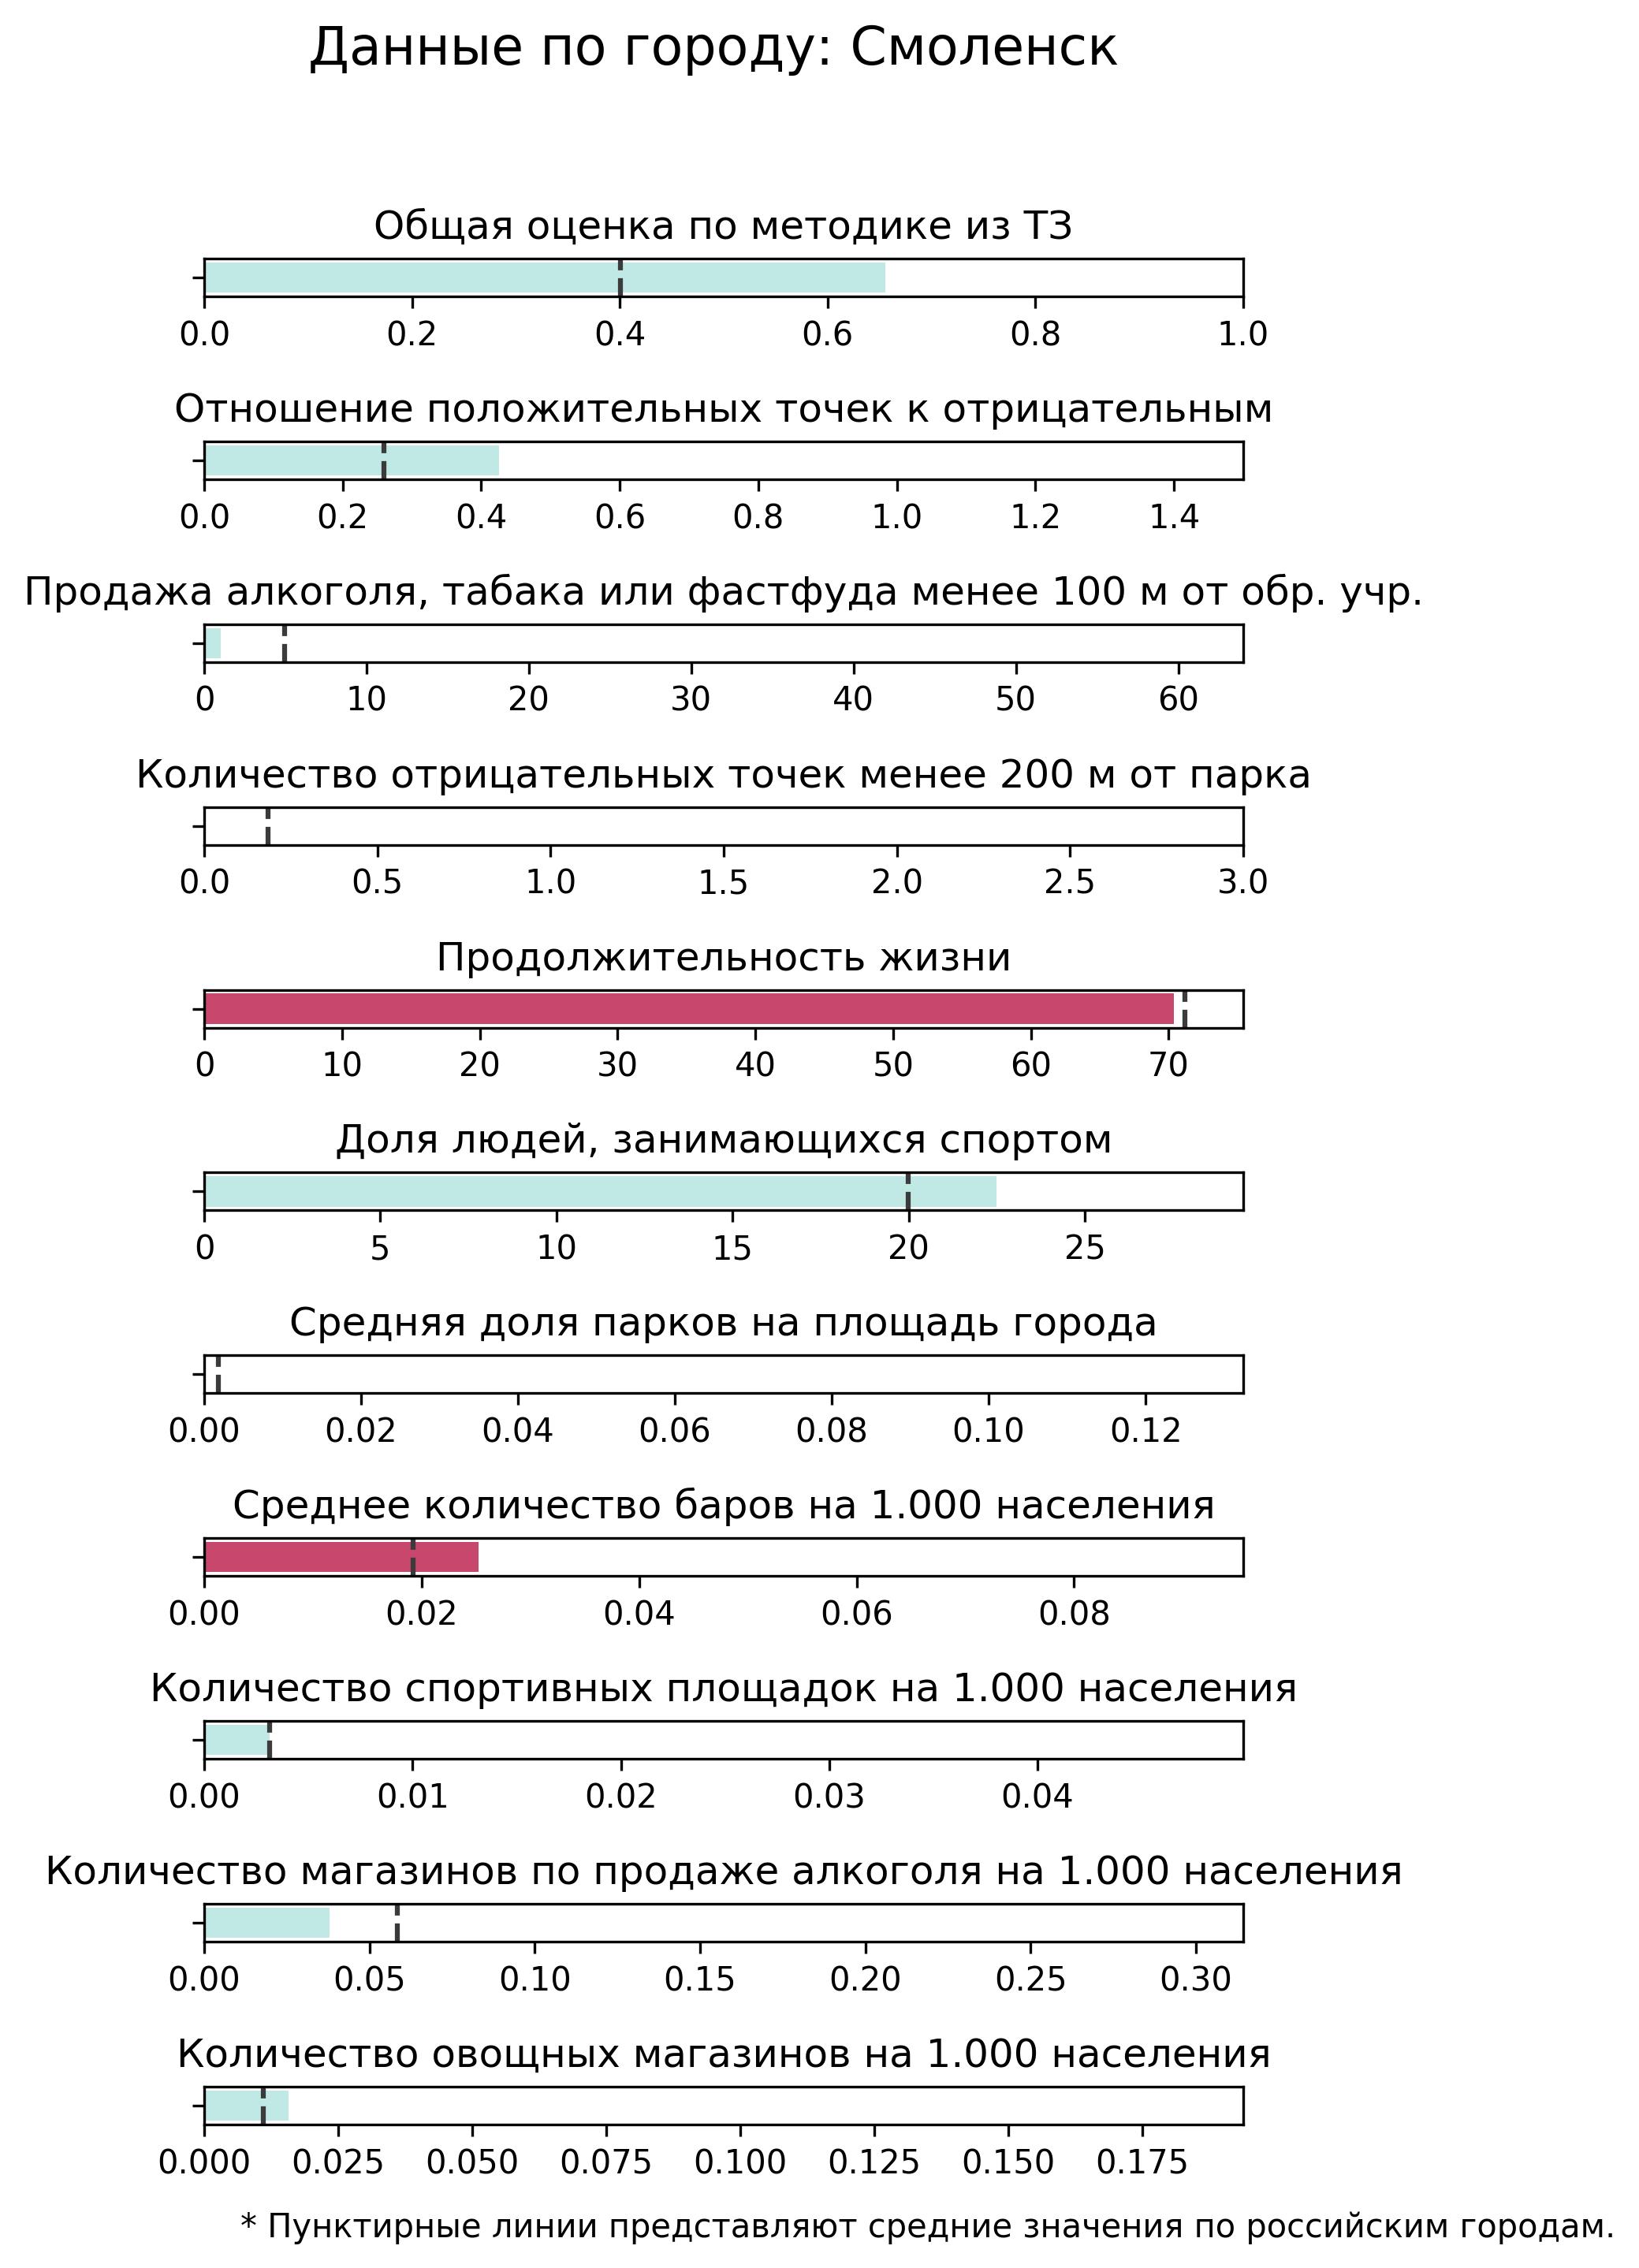 Данные по городу: Смоленск
Общая оценка по методике из ТЗ
0.0 0.2 0.4 0.6 0.8 1.0
Отношение положительных точек к отрицательным
0.0 0.2 0.4 0.6 0.8 1.0 1.2 1.4
Продажа алкоголя, табака или фастфуда менее 100 м от обр. учр.
0 10 20 30 40 50 60
Количество отрицательных точек менее 200 м от парка
0.0 0.5 1.0 1.5 2.0 2.5 3.0
Продолжительность жизни
0 10 20 30 40 50 60 70
Доля людей, занимающихся спортом
0 5 10 15 20 25
Средняя доля парков на площадь города
0.00 0.02 0.04 0.06 0.08 0.10 0.12
Среднее количество баров на 1.000 населения
0.00 0.02 0.04 0.06 0.08
Количество спортивных площадок на 1.000 населения
0.00 0.01 0.02 0.03 0.04
Количество магазинов по продаже алкоголя на 1.000 населения
0.00 0.05 0.10 0.15 0.20 0.25 0.30
Количество овощных магазинов на 1.000 населения
0.000 0.025 0.050 0.075 0.100 0.125 0.150 0.175
* Пунктирные линии представляют средние значения по российским городам.